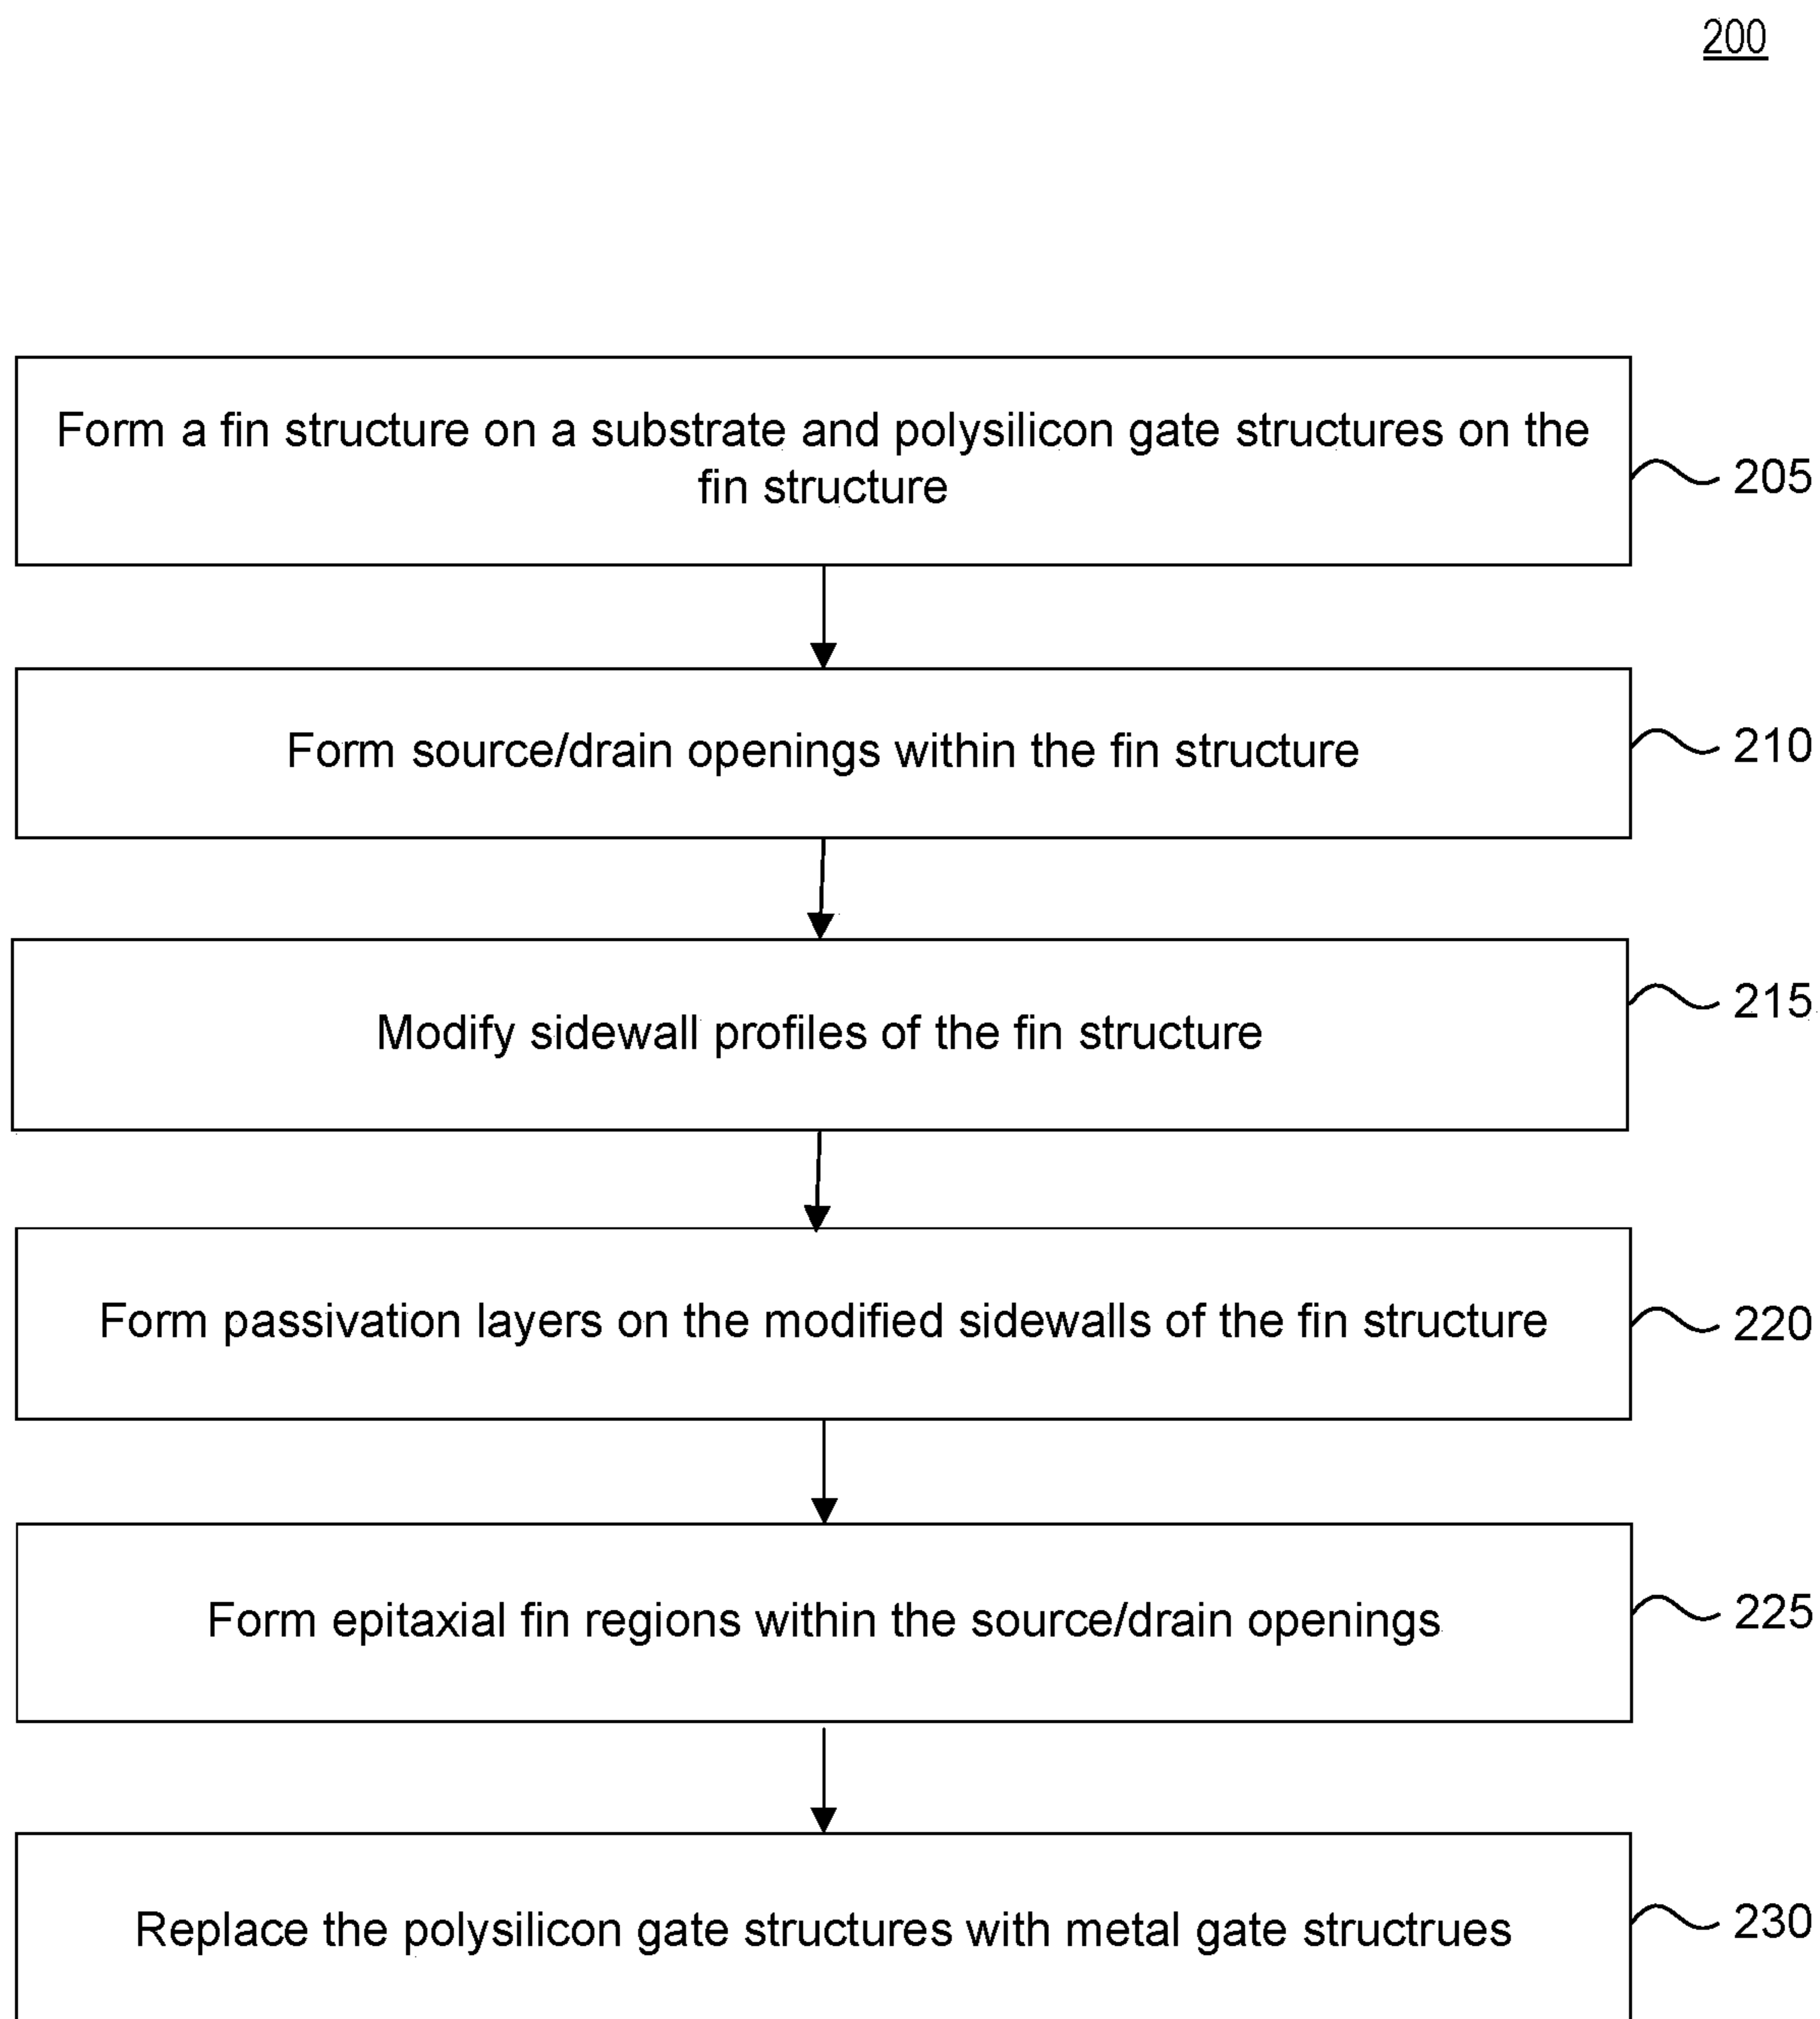 200
Form a fin structure on a substrate and polysilicon gate structures on the
fin structure
205
Form source/drain openings within the fin structure
210
Modify sidewall profiles of the fin structure
215
Form passivation layers on the modified sidewalls of the fin structure
220
Form epitaxial fin regions within the source/drain openings
225
Replace the polysilicon gate structures with metal gate structrues
230